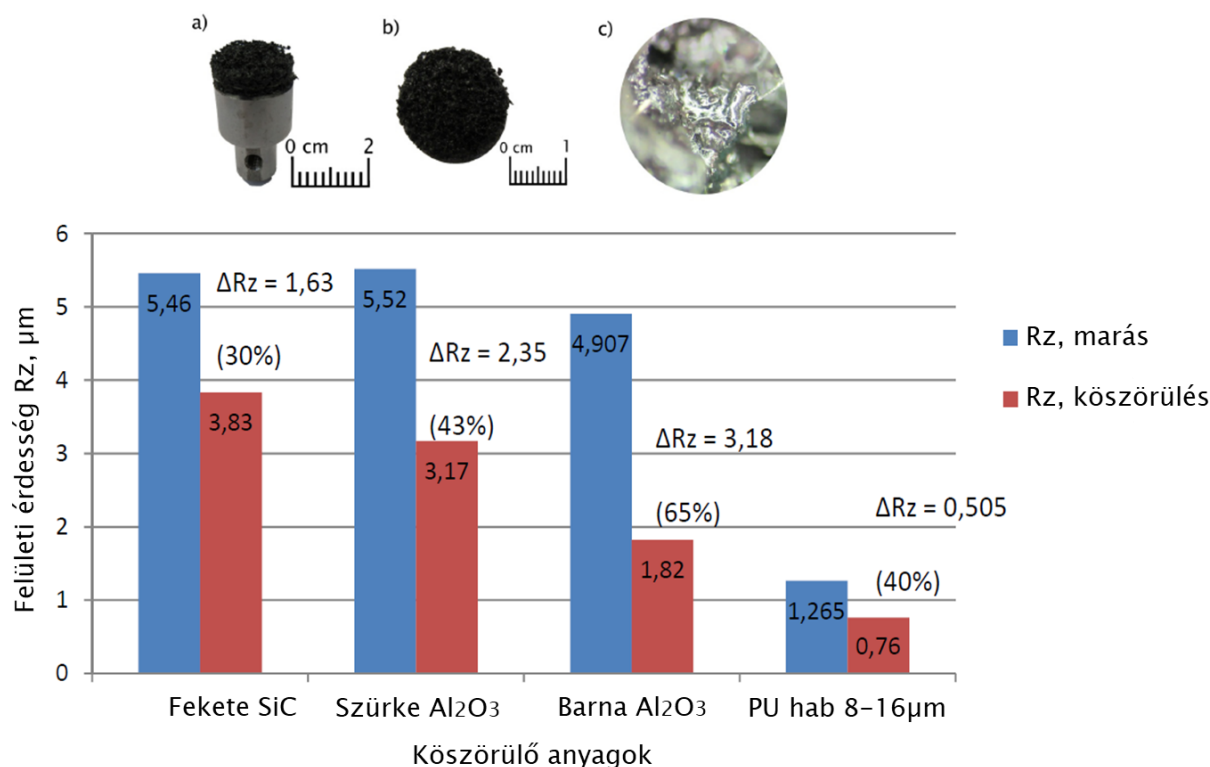 a)
b)
c)
0 cm 2
0 cm 1
Felületi érdesség Rz, µm
6
5
4
3
2
1
0
5,46
ΔRz = 1,63
(30%)
3,83
5,52
ΔRz = 2,35
(43%)
3,17
4,907
ΔRz = 3,18
(65%)
1,82
1,265
ΔRz = 0,505
(40%)
0,76
Rz, marás
Rz, köszörülés
Fekete SiC
Szürke Al2O3
Barna Al2O3
PU hab 8–16µm
Köszörülő anyagok